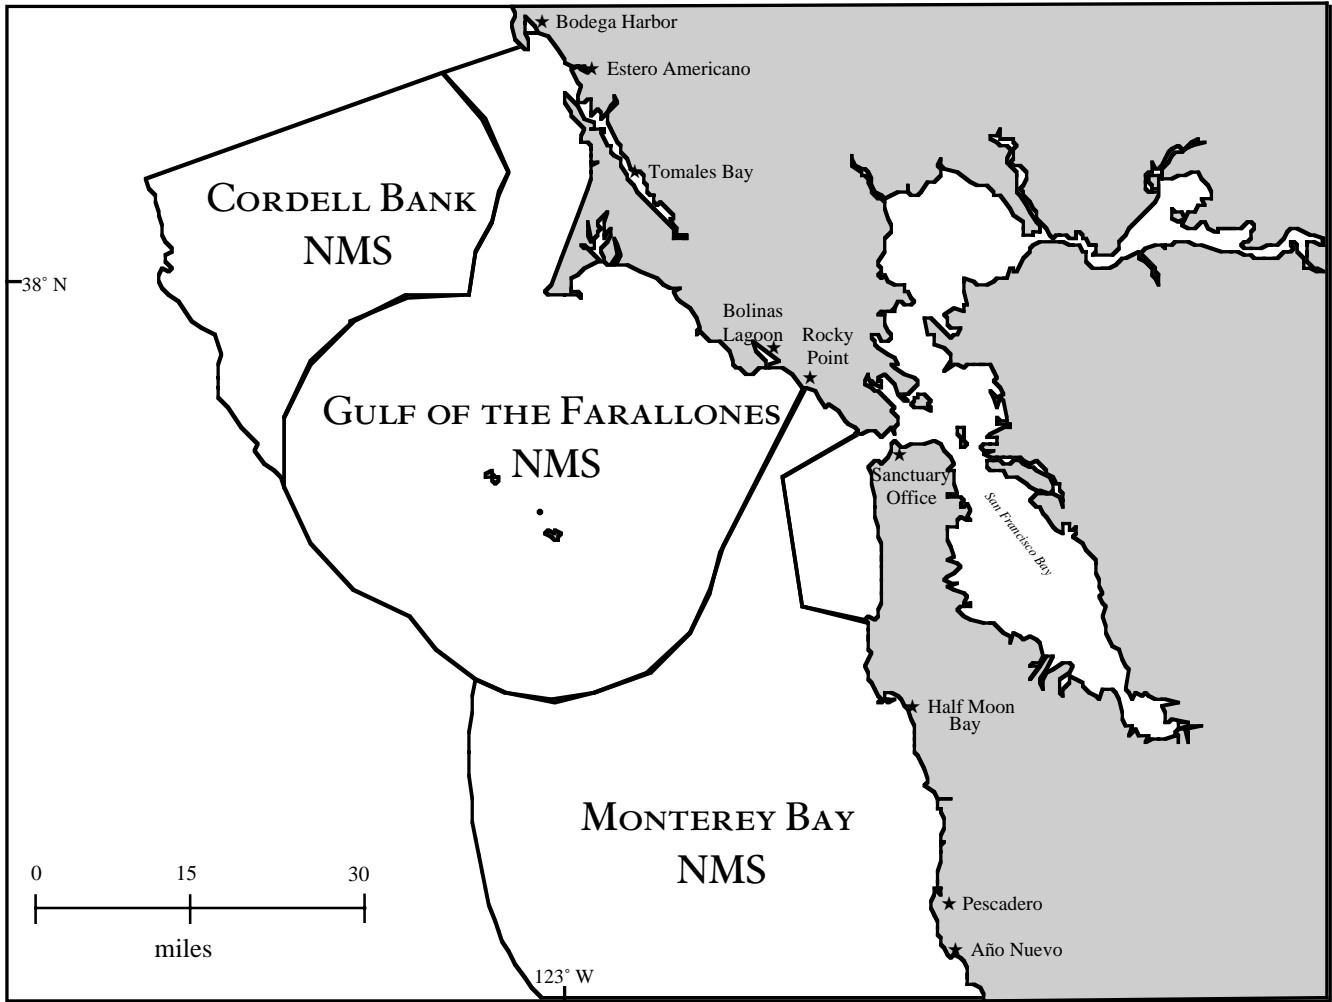 Bodega Harbor
Estero Americano
Tomales Bay
CORDELL BANK
NMS
38° N
Bolinas
Lagoon
Rocky
Point
GULF OF THE FARALLONES
NMS
Sanctuary
Office
San Francisco Bay
Half Moon
Bay
MONTEREY BAY
NMS
0 15 30
miles
Pescadero
Año Nuevo
123° W